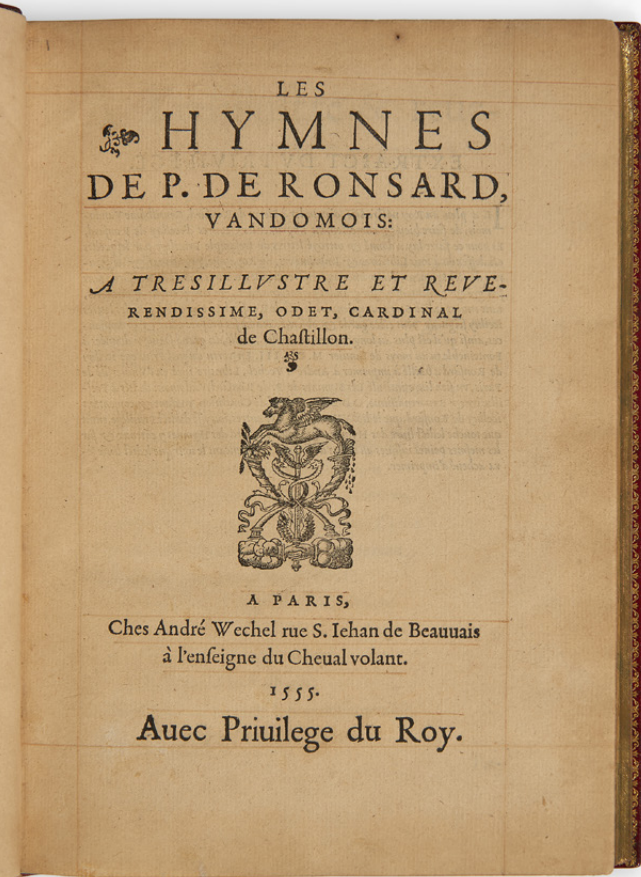 LES
HYMNES
DE P. DE RONSARD,
VANDOMOIS:
A TRESILLVSTRE ET REVE-
RENDISSIME, ODET, CARDINAL
de Chaſtillon.
A PARIS,
Ches André Wechel rue S. Iehan de Beauuais
à l'enſeigne du Cheual volant.
1555.
Auec Priuilege du Roy.